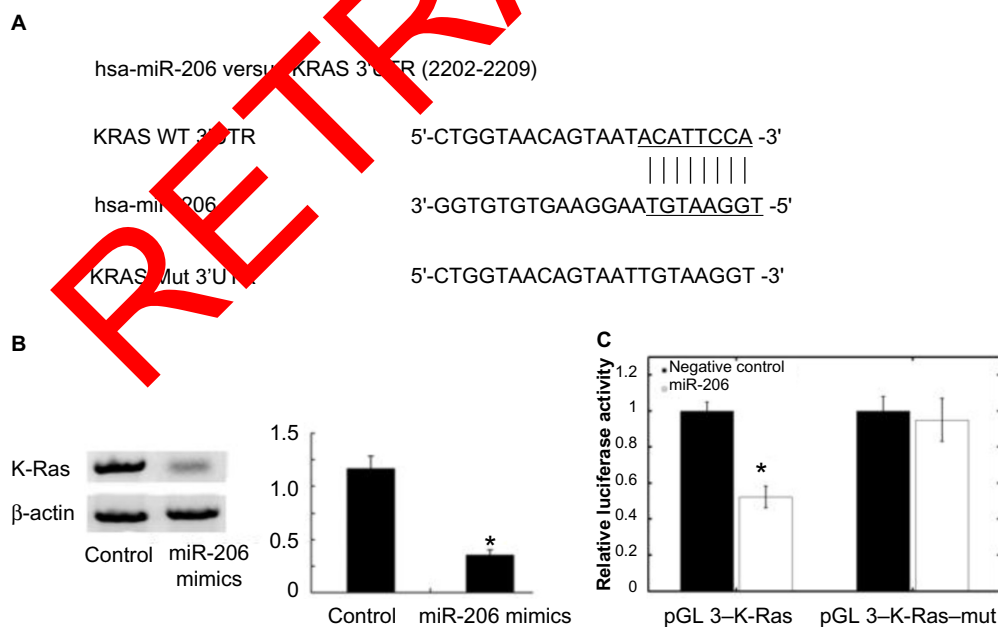 A
hsa-miR-206 versus KRAS 3'UTR (2202-2209)
KRAS WT 3'UTR 5'-CTGGTAACAGTAATACATTCCA -3'
hsa-miR-206 3'-GGTGTGTGAAGGAATGTAAGGT -5'
KRAS Mut 3'UTR 5'-CTGGTAACAGTAATTGTAAGGT -3'
RETRA
B
K-Ras
β-actin
Control miR-206 mimics
1.5
1.0
0.5
0
*
Control miR-206 mimics
C
Relative luciferase activity
1.2
1
0.8
0.6
0.4
0.2
0
Negative control
miR-206
*
pGL 3–K-Ras pGL 3–K-Ras–mut